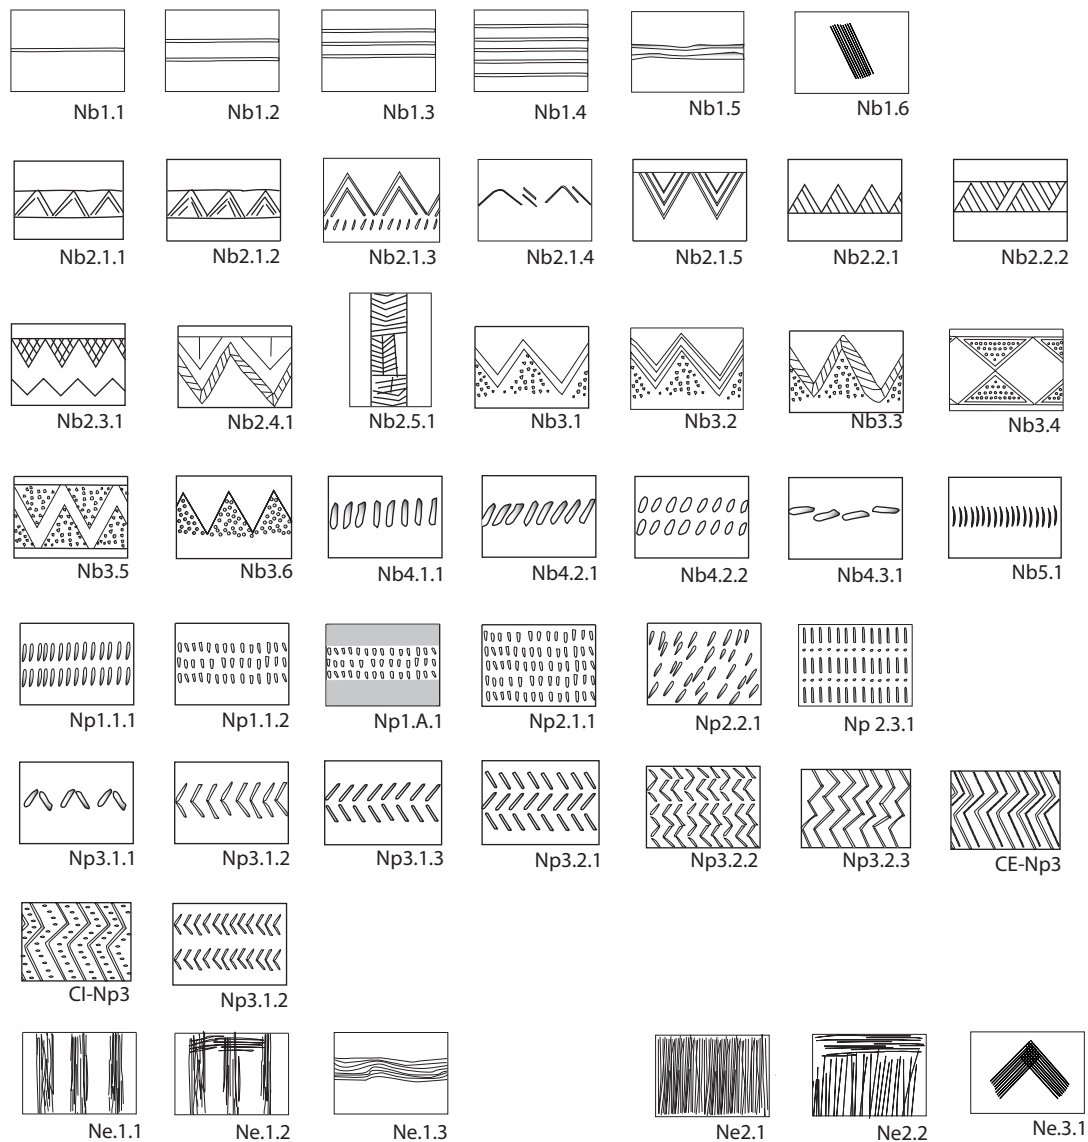 Nb1.1 Nb1.2 Nb1.3 Nb1.4 Nb1.5 Nb1.6
Nb2.1.1 Nb2.1.2 Nb2.1.3 Nb2.1.4 Nb2.1.5 Nb2.2.1 Nb2.2.2
Nb2.3.1 Nb2.4.1 Nb2.5.1 Nb3.1 Nb3.2 Nb3.3 Nb3.4
Nb3.5 Nb3.6 Nb4.1.1 Nb4.2.1 Nb4.2.2 Nb4.3.1 Nb5.1
Np1.1.1 Np1.1.2 Np1.A.1 Np2.1.1 Np2.2.1 Np 2.3.1
Np3.1.1 Np3.1.2 Np3.1.3 Np3.2.1 Np3.2.2 Np3.2.3 CE-Np3
CI-Np3 Np3.1.2
Ne.1.1 Ne.1.2 Ne.1.3 Ne2.1 Ne2.2 Ne.3.1